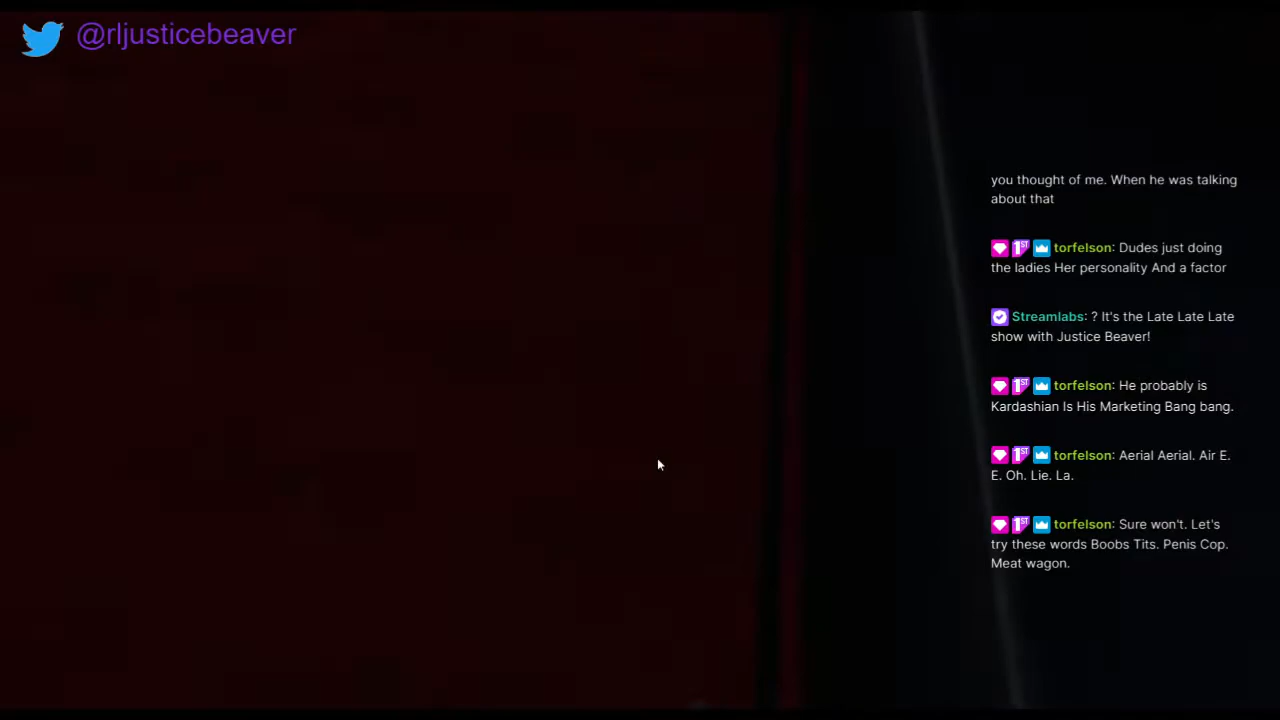 @rljusticebeaver
you thought of me. When he was talking
about that
torfelson: Dudes just doing
the ladies Her personality And a factor
Streamlabs: ? It's the Late Late Late
show with Justice Beaver!
torfelson: He probably is
Kardashian Is His Marketing Bang bang.
torfelson: Aerial Aerial. Air E.
E. Oh. Lie. La.
torfelson: Sure won't. Let's
try these words Boobs Tits. Penis Cop.
Meat wagon.